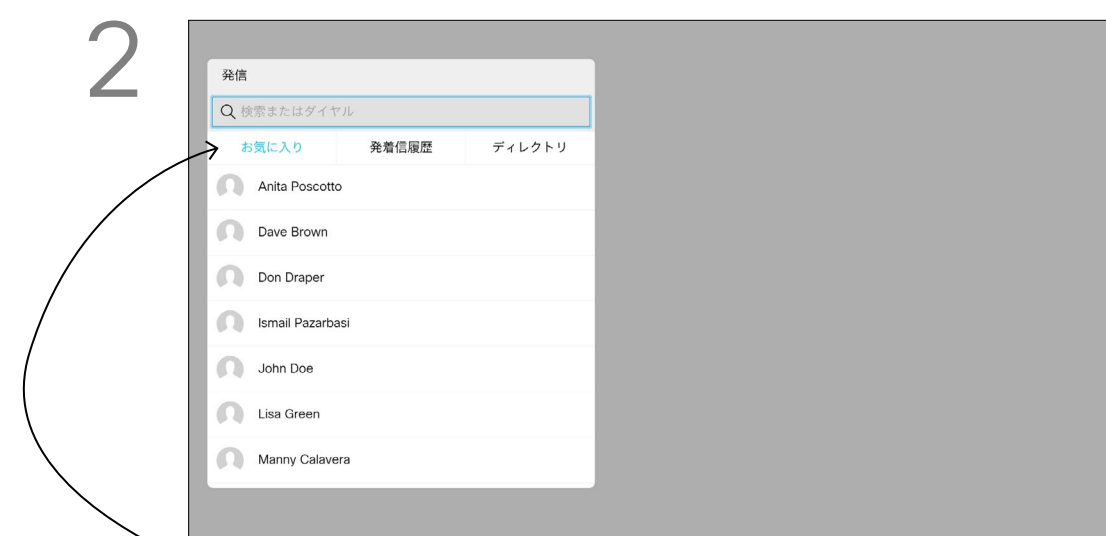 2
発信
検索またはダイヤル
お気に入り 発着信履歴 ディレクトリ
Anita Poscotto
Dave Brown
Don Draper
Ismail Pazarbasi
John Doe
Lisa Green
Manny Calavera